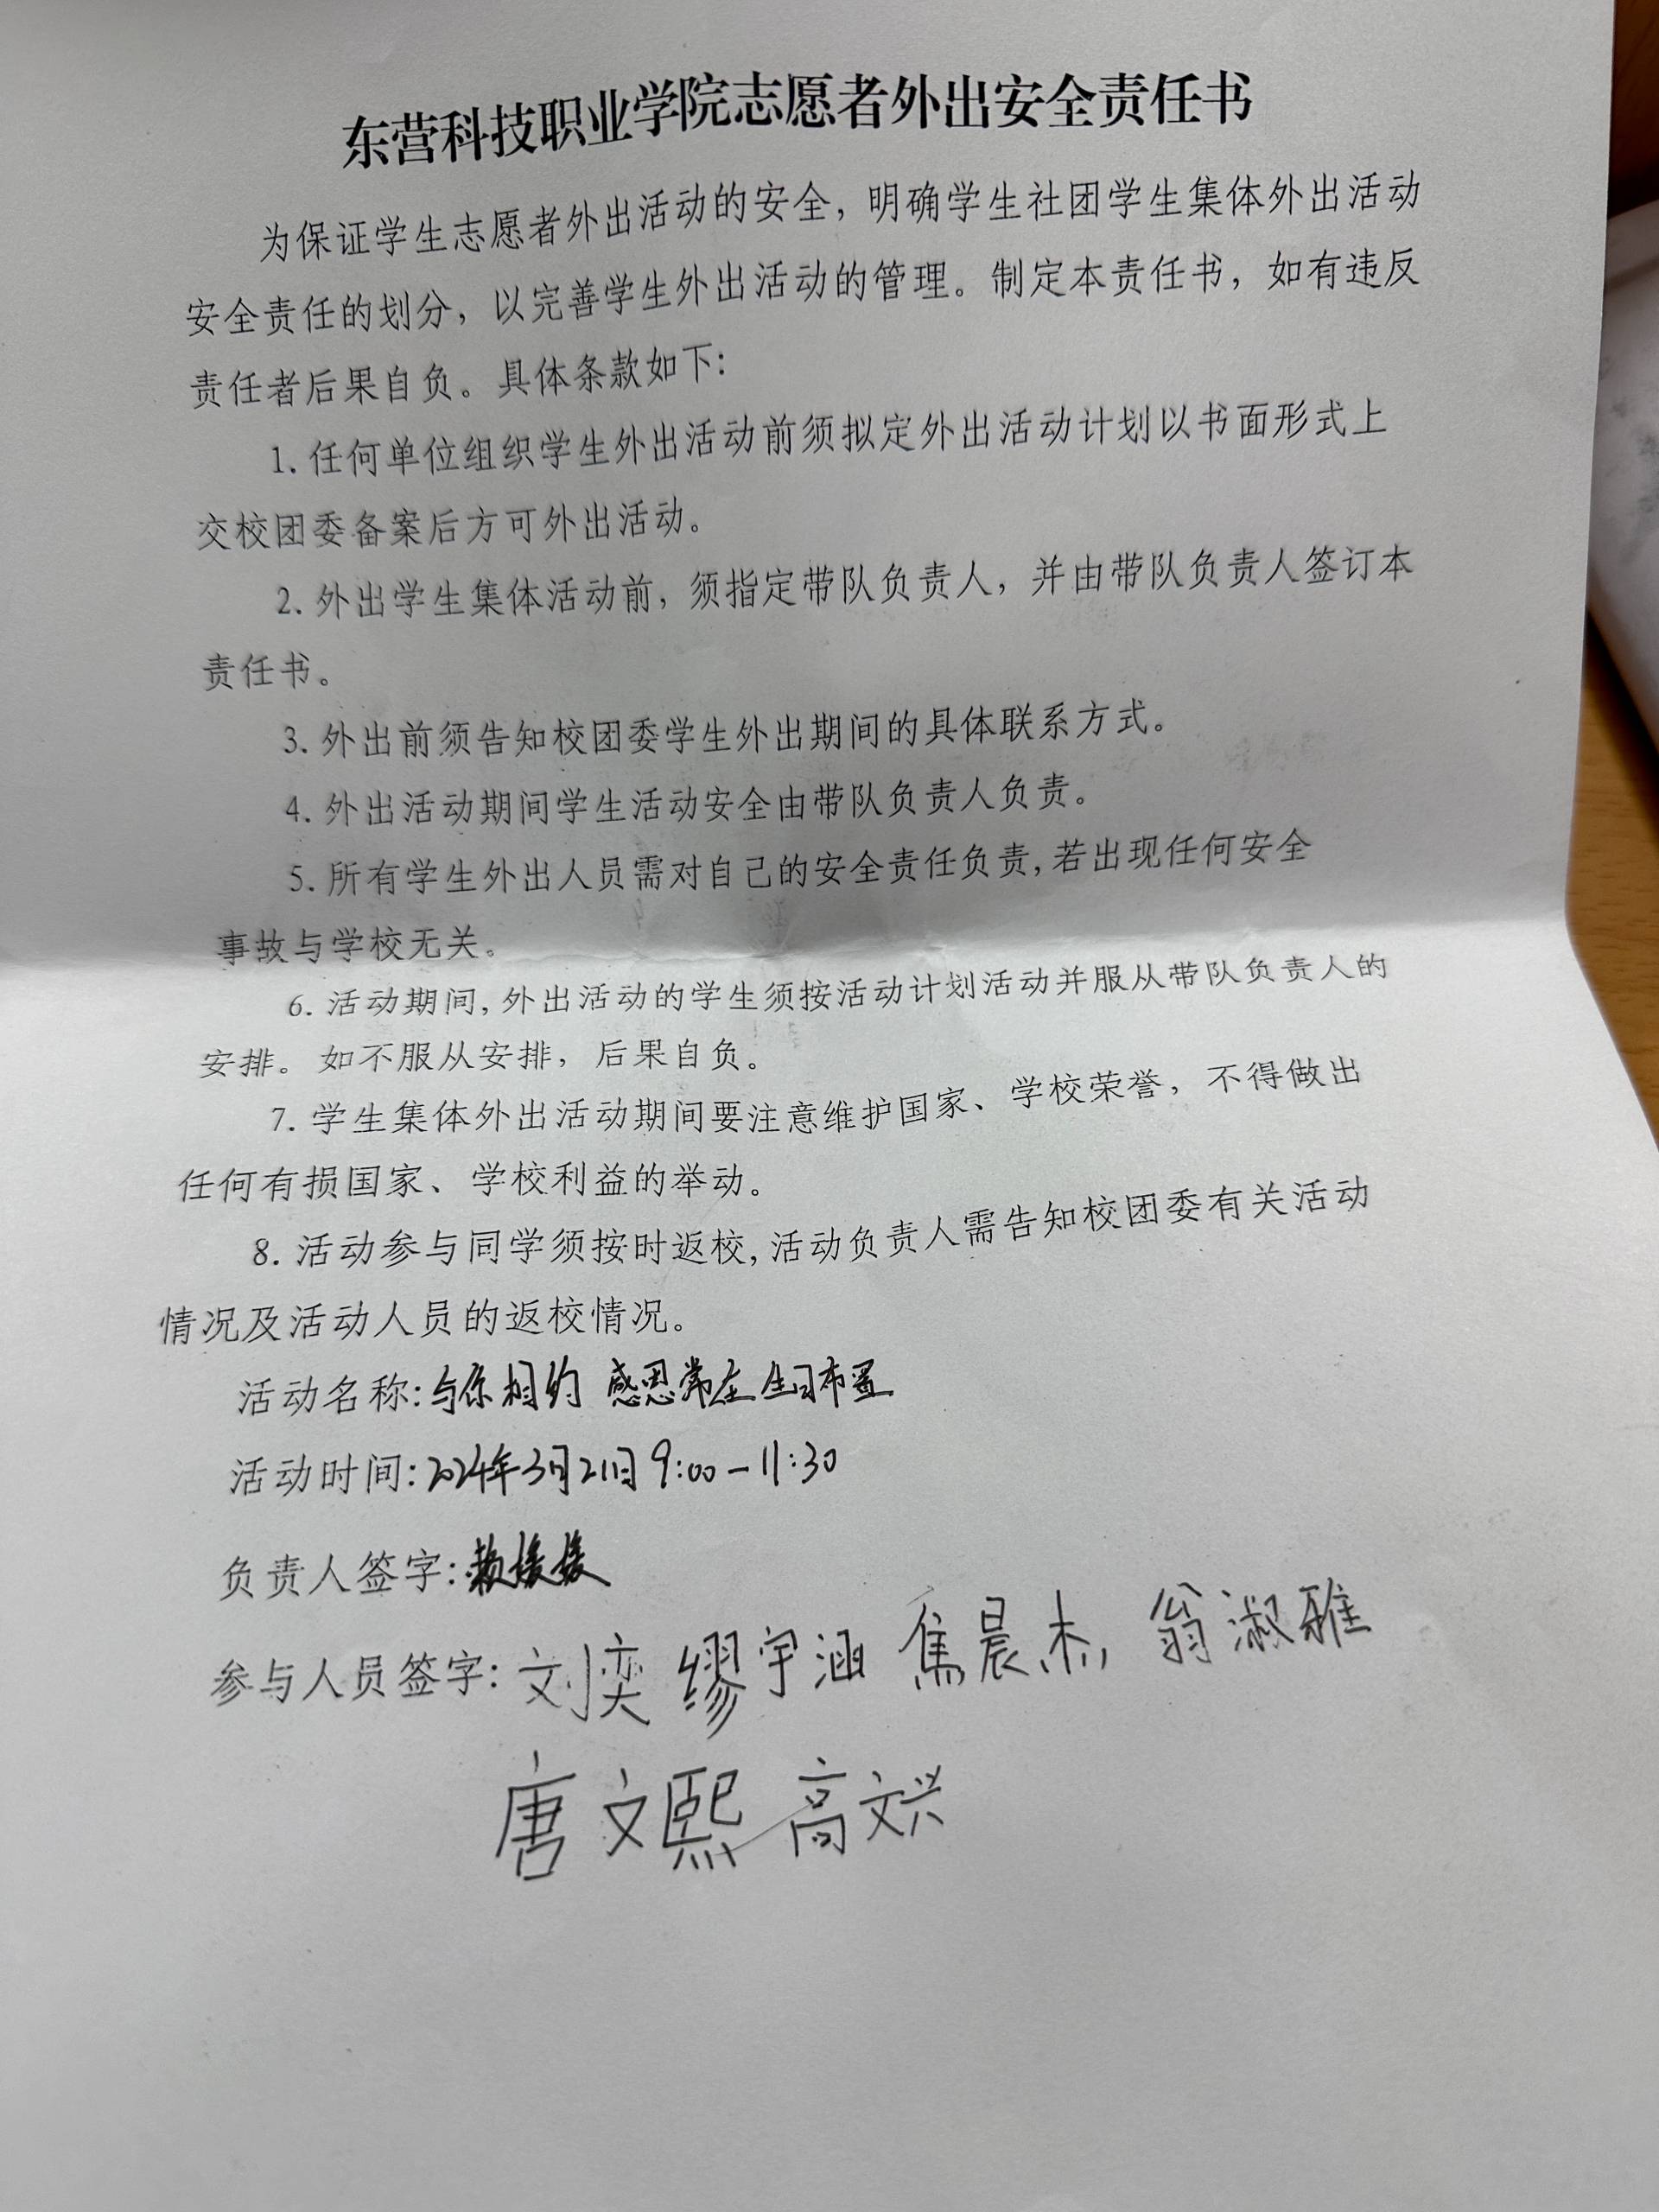 东营科技职业学院志愿者外出安全责任书
为保证学生志愿者外出活动的安全，明确学生社团学生集体外出活动
安全责任的划分，以完善学生外出活动的管理。制定本责任书，如有违反
责任者后果自负。具体条款如下：
1. 任何单位组织学生外出活动前须拟定外出活动计划以书面形式上
交校团委备案后方可外出活动。
2. 外出学生集体活动前，须指定带队负责人，并由带队负责人签订本
责任书。
3. 外出前须告知校团委学生外出期间的具体联系方式。
4. 外出活动期间学生活动安全由带队负责人负责。
5. 所有学生外出人员需对自己的安全责任负责,若出现任何安全
事故与学校无关。
6. 活动期间,外出活动的学生须按活动计划活动并服从带队负责人的
安排。如不服从安排，后果自负。
7. 学生集体外出活动期间要注意维护国家、学校荣誉，不得做出
任何有损国家、学校利益的举动。
8. 活动参与同学须按时返校,活动负责人需告知校团委有关活动
情况及活动人员的返校情况。
活动名称:与你相约 感恩常在 生日布置
活动时间:2024年3月21日 9:00-11:30
负责人签字:赖媛媛
参与人员签字:刘奕 缪宇涵 焦晨杰 翁淑雅
唐文熙 高文兴